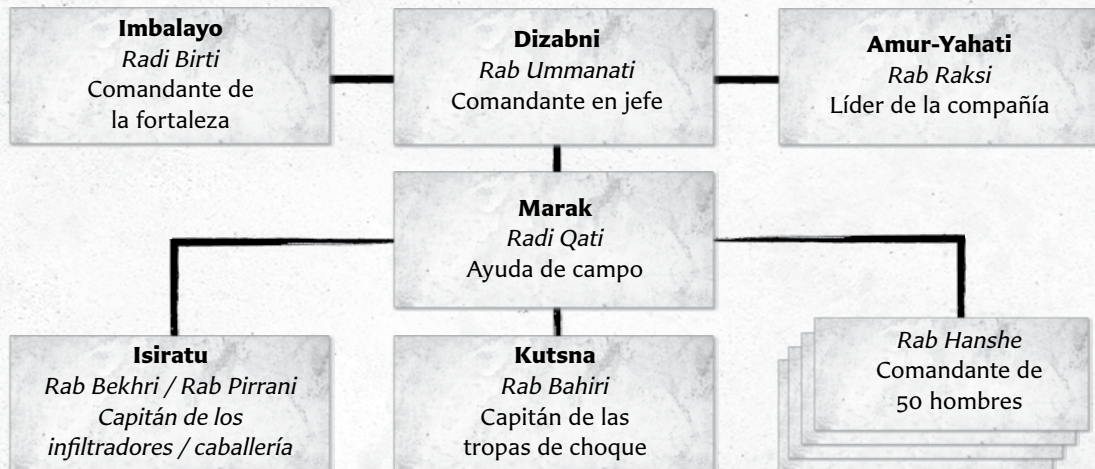 Imbalayo
Radi Birti
Comandante de
la fortaleza
Dizabni
Rab Ummanati
Comandante en jefe
Amur-Yahati
Rab Raksi
Líder de la compañía
Marak
Radi Qati
Ayuda de campo
Isiratu
Rab Bekhri / Rab Pirrani
Capitán de los
infiltradores / caballería
Kutsna
Rab Bahiri
Capitán de las
tropas de choque
Rab Hanshe
Comandante de
50 hombres